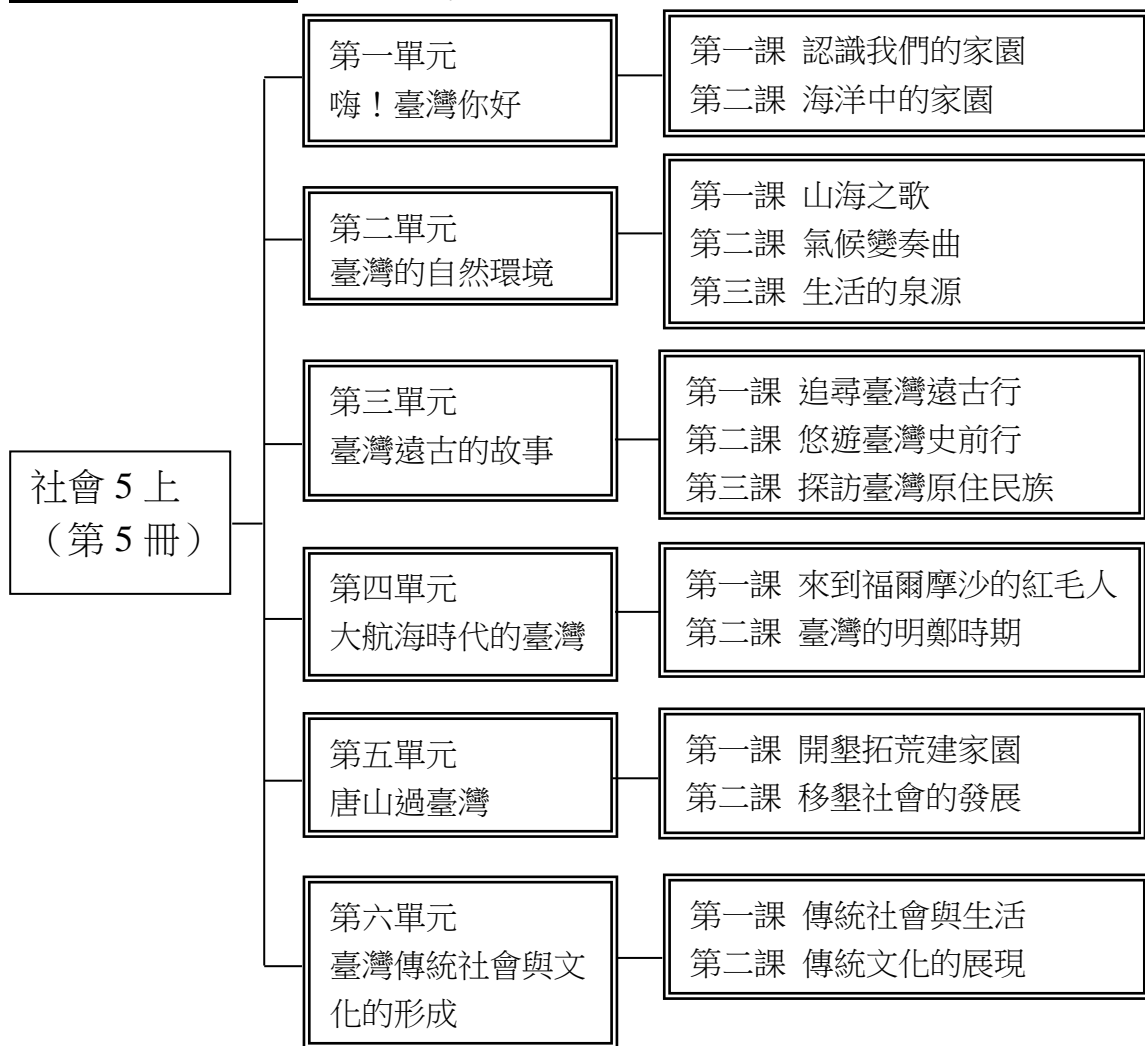 社會 5 上
（第 5 冊）
第一單元
嗨！臺灣你好
第一課 認識我們的家園
第二課 海洋中的家園
第二單元
臺灣的自然環境
第一課 山海之歌
第二課 氣候變奏曲
第三課 生活的泉源
第三單元
臺灣遠古的故事
第一課 追尋臺灣遠古行
第二課 悠遊臺灣史前行
第三課 探訪臺灣原住民族
第四單元
大航海時代的臺灣
第一課 來到福爾摩沙的紅毛人
第二課 臺灣的明鄭時期
第五單元
唐山過臺灣
第一課 開墾拓荒建家園
第二課 移墾社會的發展
第六單元
臺灣傳統社會與文
化的形成
第一課 傳統社會與生活
第二課 傳統文化的展現